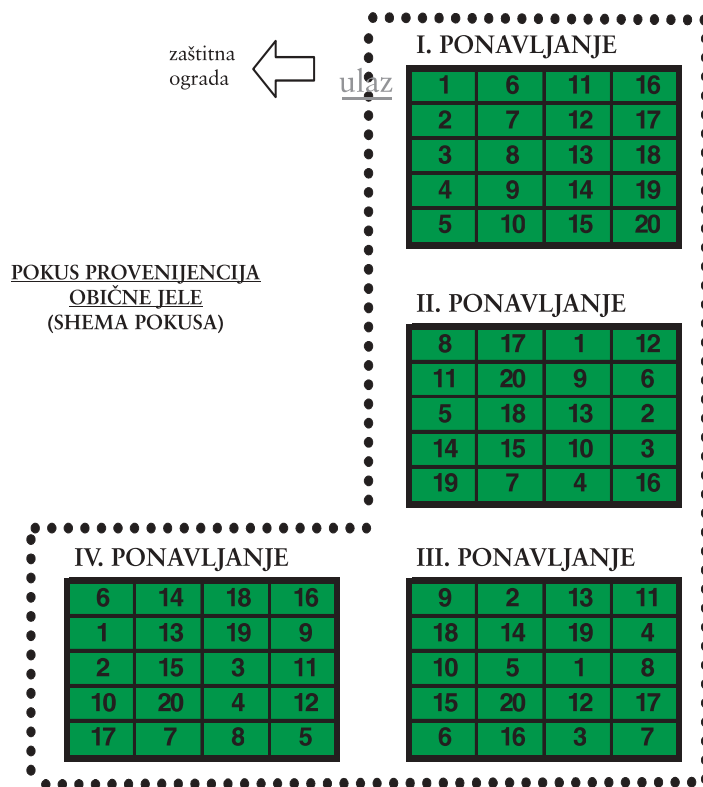 zaštitna
ograda
ulaz
I. PONAVLJANJE
1 6 11 16
2 7 12 17
3 8 13 18
4 9 14 19
5 10 15 20
POKUS PROVENIJENCIJA
OBIČNE JELE
(SHEMA POKUSA)
II. PONAVLJANJE
8 17 1 12
11 20 9 6
5 18 13 2
14 15 10 3
19 7 4 16
IV. PONAVLJANJE
6 14 18 16
1 13 19 9
2 15 3 11
10 20 4 12
17 7 8 5
III. PONAVLJANJE
9 2 13 11
18 14 19 4
10 5 1 8
15 20 12 17
6 16 3 7